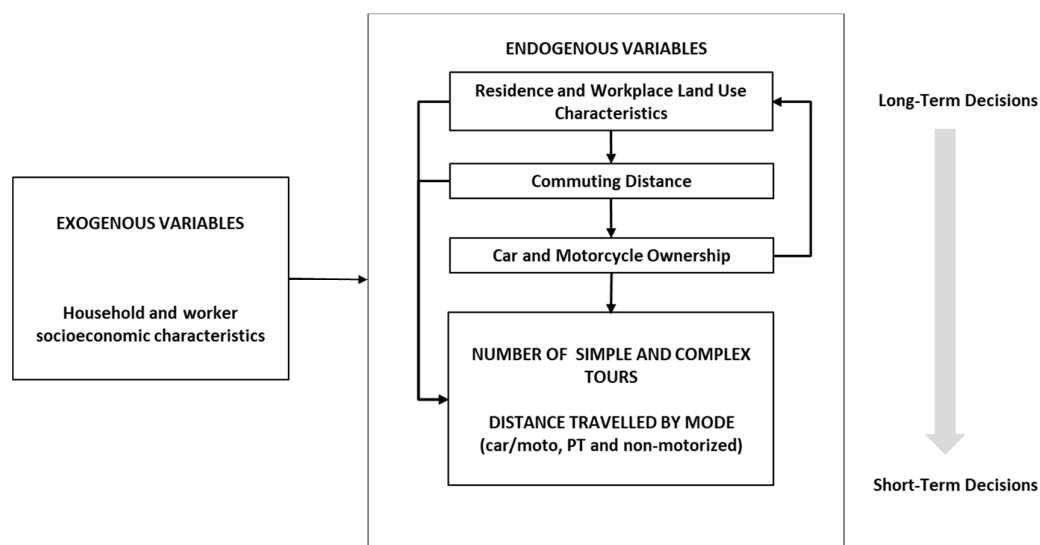 ENDOGENOUS VARIABLES
Residence and Workplace Land Use
Characteristics
Long-Term Decisions
Commuting Distance
EXOGENOUS VARIABLES
Car and Motorcycle Ownership
Household and worker
socioeconomic characteristics
NUMBER OF SIMPLE AND COMPLEX
TOURS
DISTANCE TRAVELLED BY MODE
(car/moto, PT and non-motorized)
Short-Term Decisions